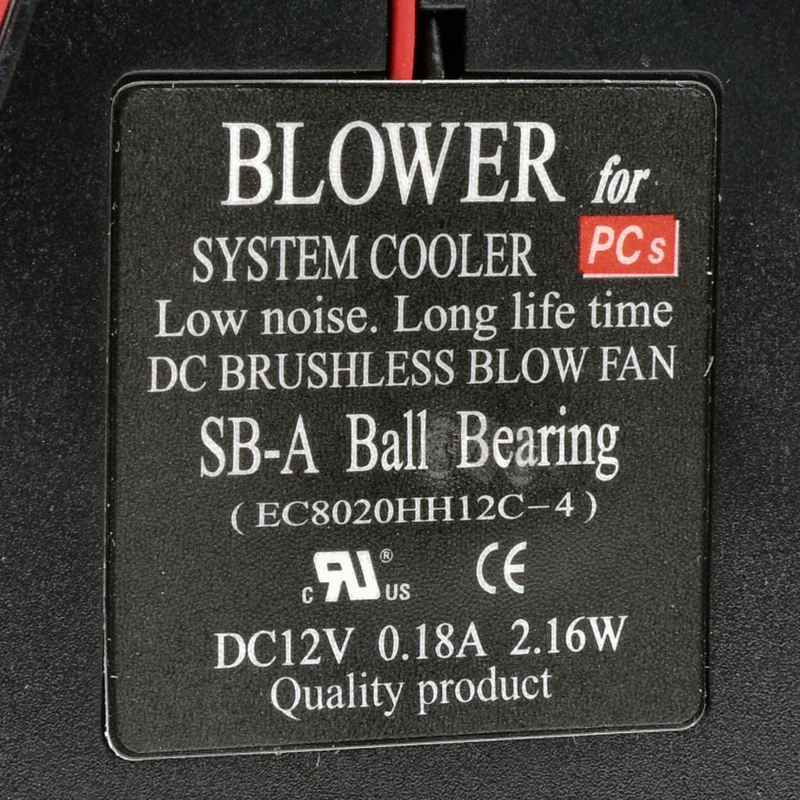 BLOWER for
SYSTEM COOLER PCs
Low noise. Long life time
DC BRUSHLESS BLOW FAN
SB-A Ball Bearing
(EC8020HH12C-4)
c RU ® US CE
DC12V 0.18A 2.16W
Quality product